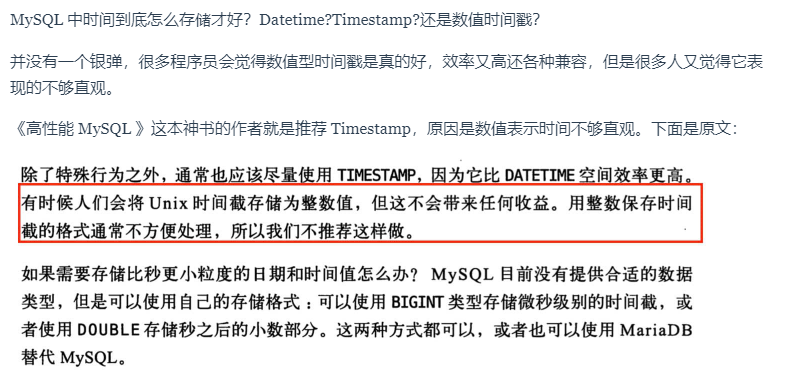 MySQL 中时间到底怎么存储才好？Datetime?Timestamp?还是数值时间戳？
并没有一个银弹，很多程序员会觉得数值型时间戳是真的好，效率又高还各种兼容，但是很多人又觉得它表
现的不够直观。
《高性能 MySQL 》这本神书的作者就是推荐 Timestamp，原因是数值表示时间不够直观。下面是原文：
除了特殊行为之外，通常也应该尽量使用 TIMESTAMP，因为它比 DATETIME 空间效率更高。
有时候人们会将 Unix 时间截存储为整数值，但这不会带来任何收益。用整数保存时间
截的格式通常不方便处理，所以我们不推荐这样做。
如果需要存储比秒更小粒度的日期和时间值怎么办？ MySQL 目前没有提供合适的数据
类型，但是可以使用自己的存储格式：可以使用 BIGINT 类型存储微秒级别的时间截，或
者使用 DOUBLE 存储秒之后的小数部分。这两种方式都可以，或者也可以使用 MariaDB
替代 MySQL。